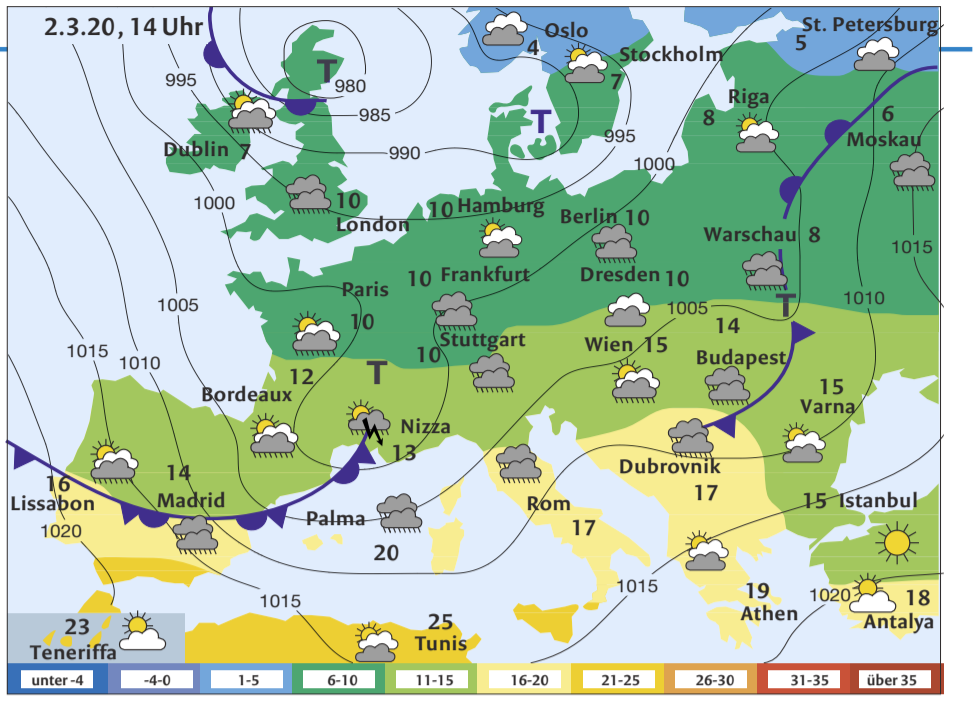 2.3.20, 14 Uhr
St. Petersburg
5
Oslo
4
Stockholm
7
T
980
995
985
Riga
8
6
Moskau
T
995
990
Dublin 7
1000
1000
10
London
10 Hamburg
Berlin 10
Warschau 8
1015
10 Frankfurt
Dresden 10
Paris
10
1005
T
1010
1005
14
10 Stuttgart
Wien 15
Budapest
1015
1010
12
T
Bordeaux
15
Varna
Nizza
13
16
Lissabon
14
Madrid
Dubrovnik
17
Palma
20
Rom
17
15 Istanbul
1020
1015
1015
19
Athen
1020
18
Antalya
23
Teneriffa
25
Tunis
unter -4
-4-0
1-5
6-10
11-15
16-20
21-25
26-30
31-35
über 35